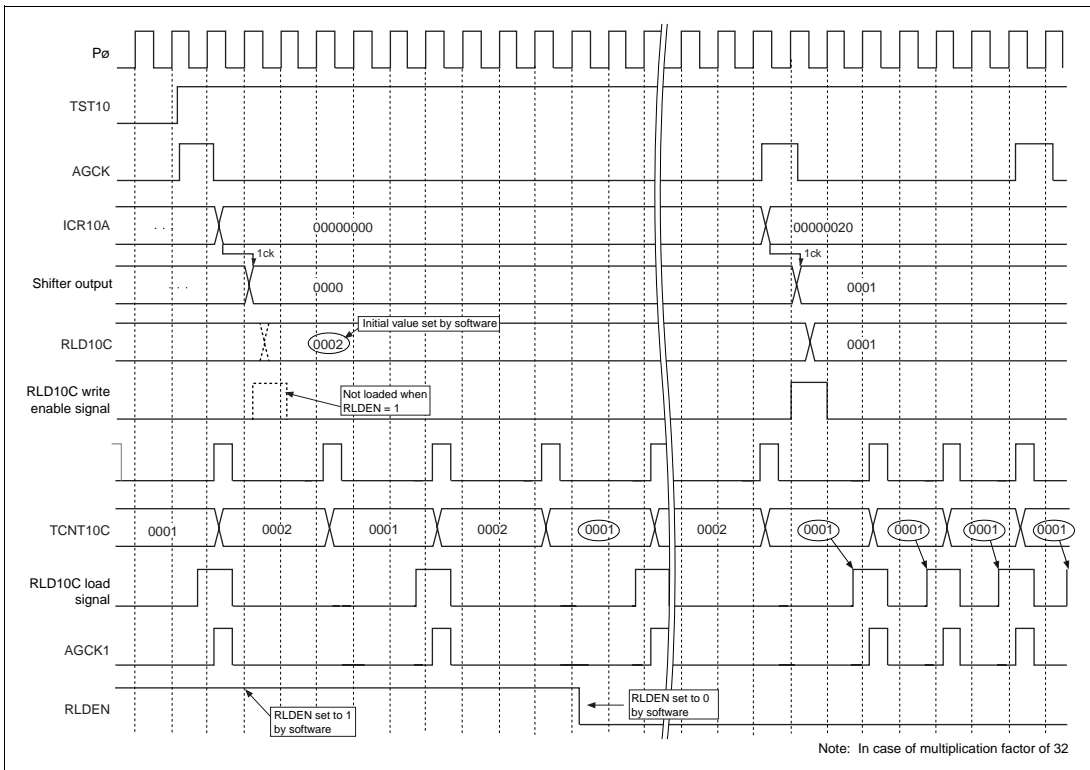 Pø
TST10
AGCK
ICR10A
. .
00000000
00000020
1ck
1ck
Shifter output
. . .
0000
0001
RLD10C
0002
Initial value set by software
0001
RLD10C write
enable signal
Not loaded when
RLDEN = 1
TCNT10C
0001
0002
0001
0002
0001
0002
0001
0001
0001
0001
RLD10C load
signal
AGCK1
RLDEN
RLDEN set to 1
by software
RLDEN set to 0
by software
Note: In case of multiplication factor of 32